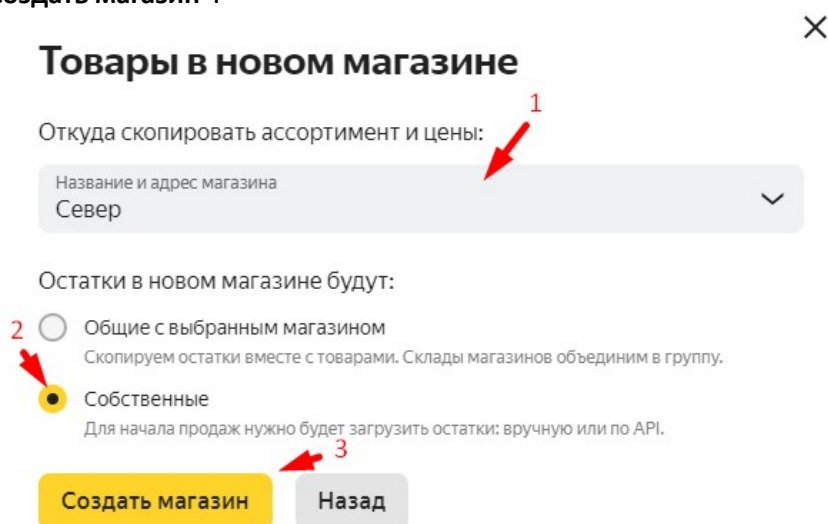 создать магазин".
Товары в новом магазине
1
Откуда скопировать ассортимент и цены:
Название и адрес магазина
Север
Остатки в новом магазине будут:
2 Общие с выбранным магазином
Скопируем остатки вместе с товарами. Склады магазинов объединим в группу.
Собственные
Для начала продаж нужно будет загрузить остатки: вручную или по API.
3
Создать магазин Назад